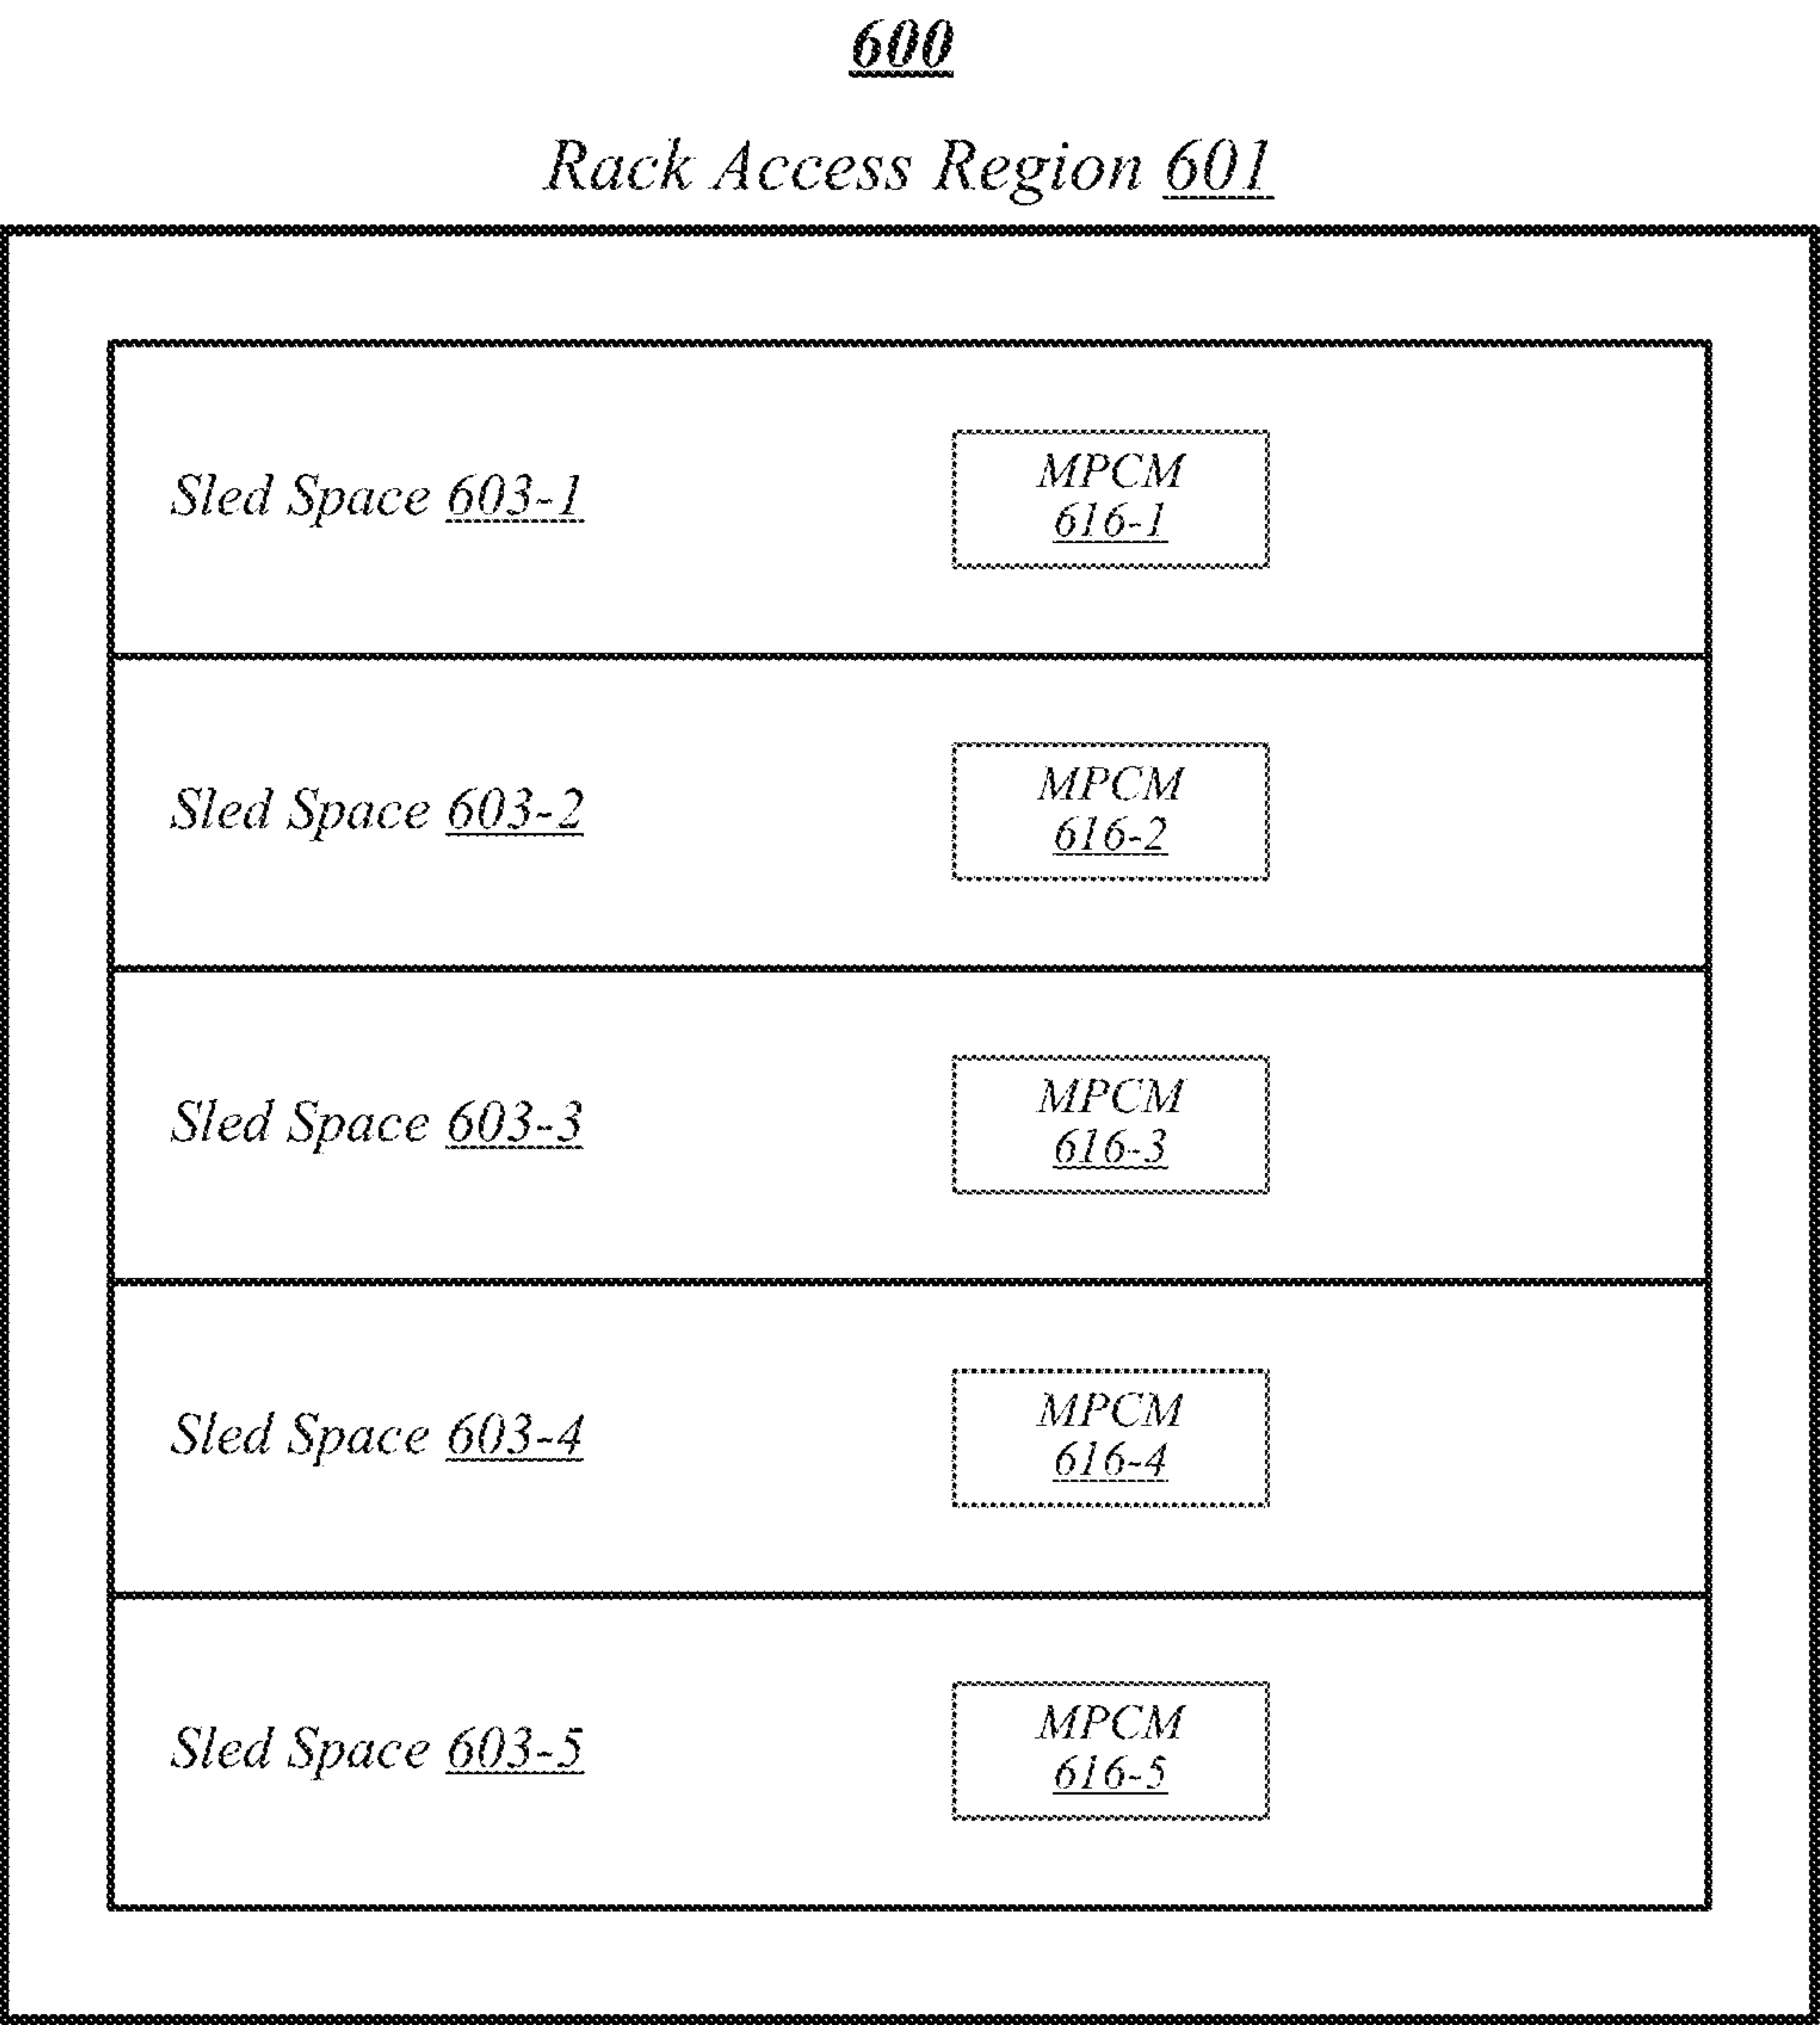 600
Rack Access Region 601
Sled Space 603-1
MPCM
616-1
Sled Space 603-2
MPCM
616-2
Sled Space 603-3
MPCM
616-3
Sled Space 603-4
MPCM
616-4
Sled Space 603-5
MPCM
616-5